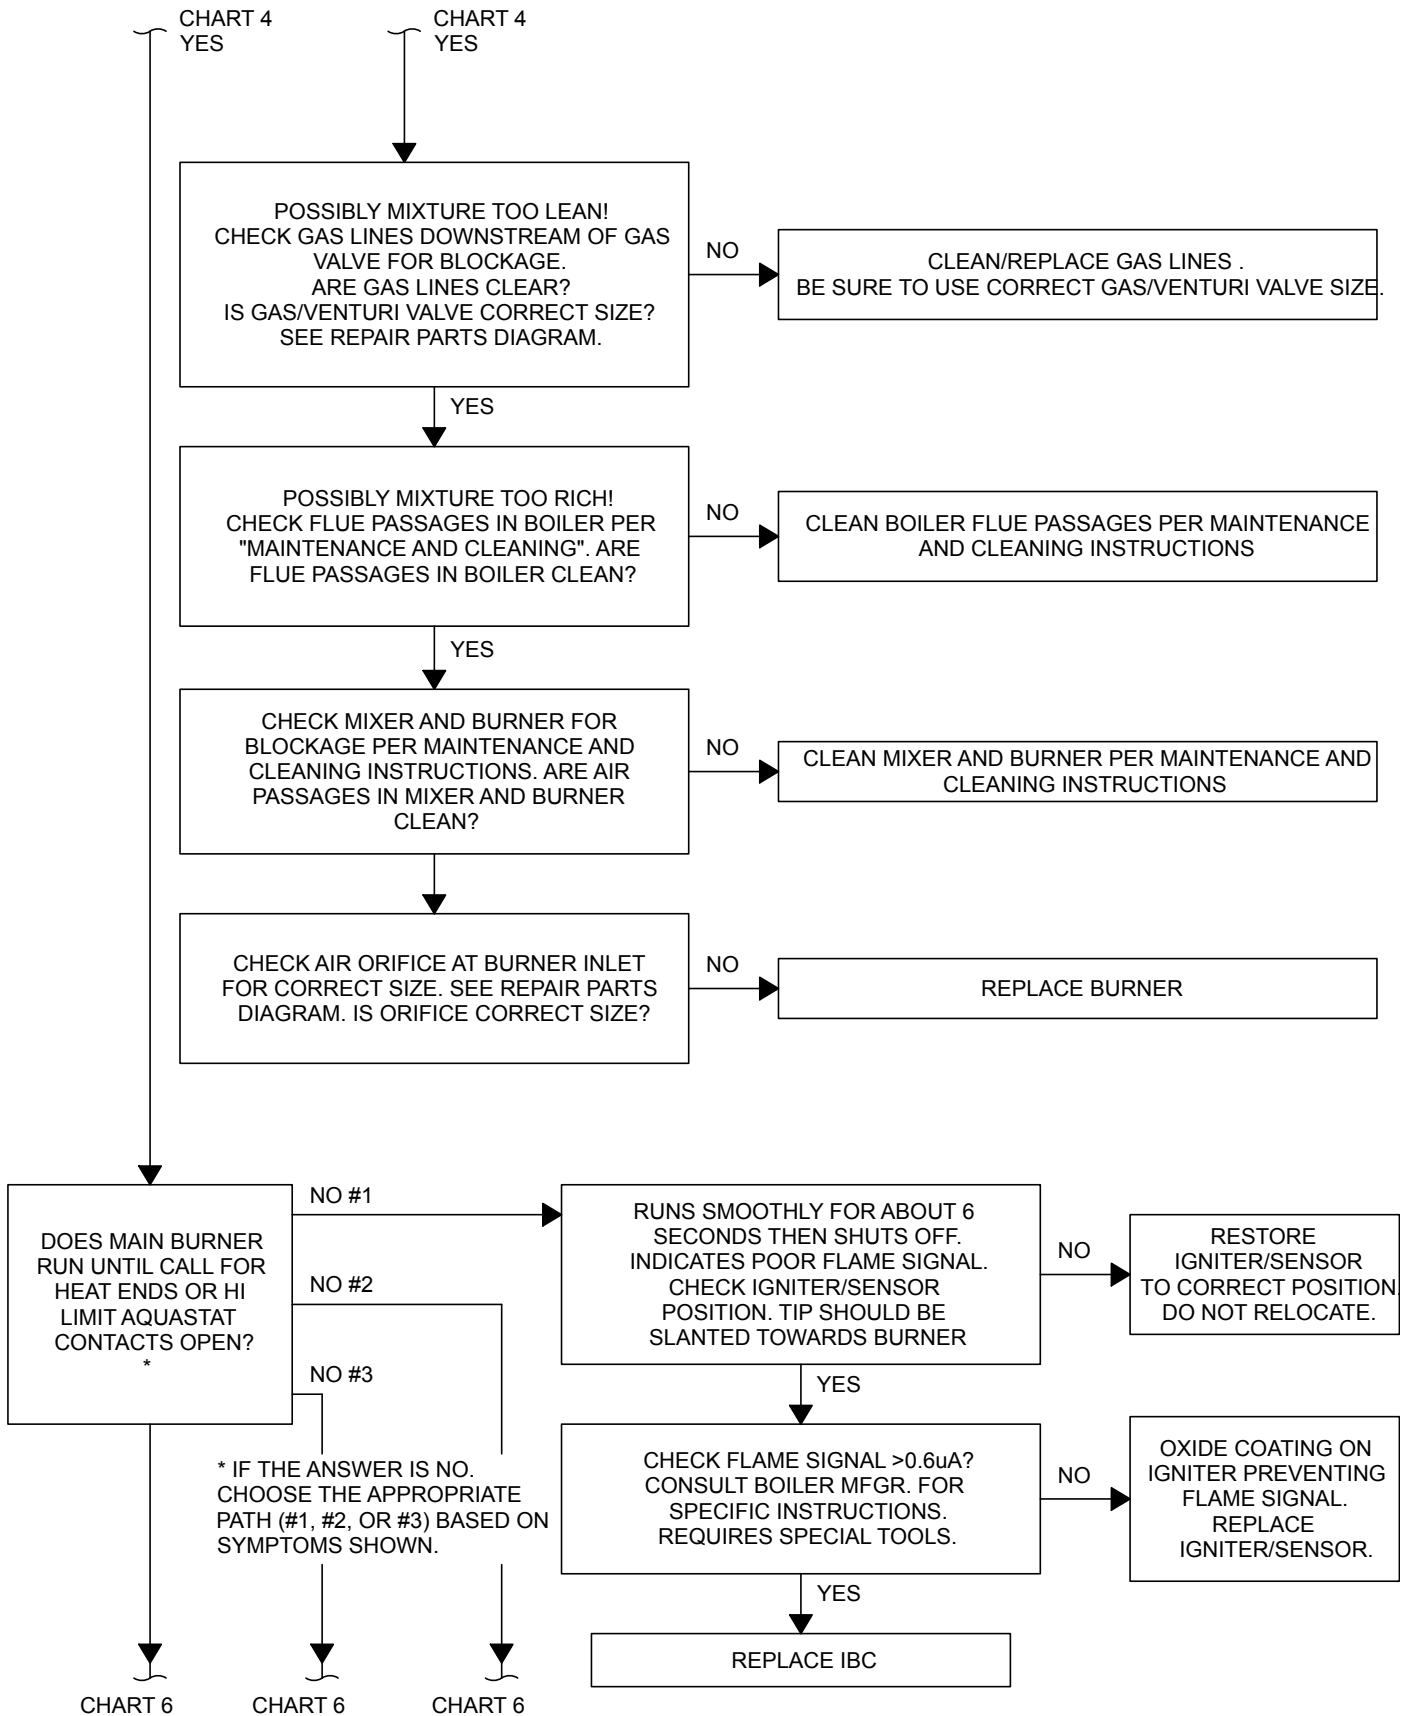 CHART 4
YES
CHART 4
YES
POSSIBLY MIXTURE TOO LEAN!
CHECK GAS LINES DOWNSTREAM OF GAS
VALVE FOR BLOCKAGE.
ARE GAS LINES CLEAR?
IS GAS/VENTURI VALVE CORRECT SIZE?
SEE REPAIR PARTS DIAGRAM.
NO
CLEAN/REPLACE GAS LINES .
BE SURE TO USE CORRECT GAS/VENTURI VALVE SIZE.
YES
POSSIBLY MIXTURE TOO RICH!
CHECK FLUE PASSAGES IN BOILER PER
"MAINTENANCE AND CLEANING". ARE
FLUE PASSAGES IN BOILER CLEAN?
NO
CLEAN BOILER FLUE PASSAGES PER MAINTENANCE
AND CLEANING INSTRUCTIONS
YES
CHECK MIXER AND BURNER FOR
BLOCKAGE PER MAINTENANCE AND
CLEANING INSTRUCTIONS. ARE AIR
PASSAGES IN MIXER AND BURNER
CLEAN?
NO
CLEAN MIXER AND BURNER PER MAINTENANCE AND
CLEANING INSTRUCTIONS
CHECK AIR ORIFICE AT BURNER INLET
FOR CORRECT SIZE. SEE REPAIR PARTS
DIAGRAM. IS ORIFICE CORRECT SIZE?
NO
REPLACE BURNER
DOES MAIN BURNER
RUN UNTIL CALL FOR
HEAT ENDS OR HI
LIMIT AQUASTAT
CONTACTS OPEN?
*
NO #1
NO #2
NO #3
RUNS SMOOTHLY FOR ABOUT 6
SECONDS THEN SHUTS OFF.
INDICATES POOR FLAME SIGNAL.
CHECK IGNITER/SENSOR
POSITION. TIP SHOULD BE
SLANTED TOWARDS BURNER
NO
RESTORE
IGNITER/SENSOR
TO CORRECT POSITION.
DO NOT RELOCATE.
YES
* IF THE ANSWER IS NO.
CHOOSE THE APPROPRIATE
PATH (#1, #2, OR #3) BASED ON
SYMPTOMS SHOWN.
CHECK FLAME SIGNAL >0.6uA?
CONSULT BOILER MFGR. FOR
SPECIFIC INSTRUCTIONS.
REQUIRES SPECIAL TOOLS.
NO
OXIDE COATING ON
IGNITER PREVENTING
FLAME SIGNAL.
REPLACE
IGNITER/SENSOR.
YES
REPLACE IBC
CHART 6
CHART 6
CHART 6